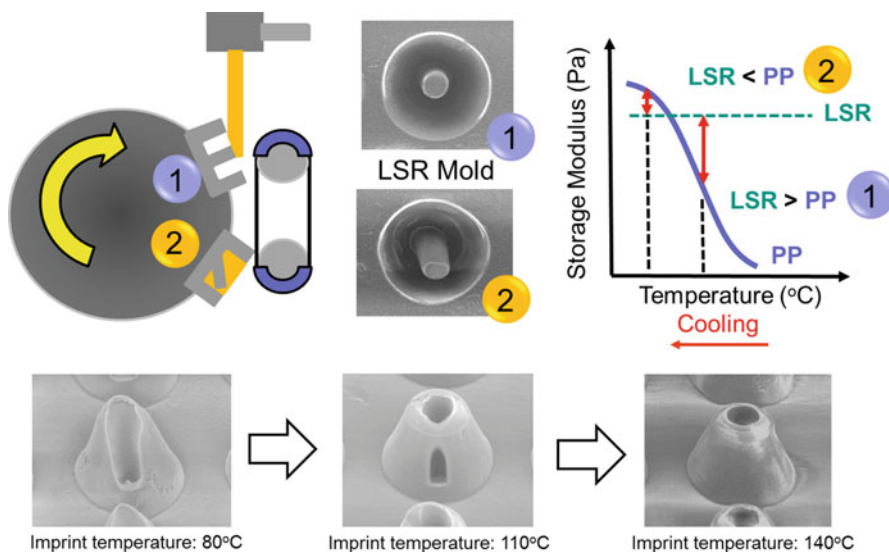 1
2
1
LSR Mold
2
Storage Modulus (Pa)
LSR < PP 2
LSR
LSR > PP 1
PP
Temperature (°C)
Cooling
Imprint temperature: 80°C
Imprint temperature: 110°C
Imprint temperature: 140°C